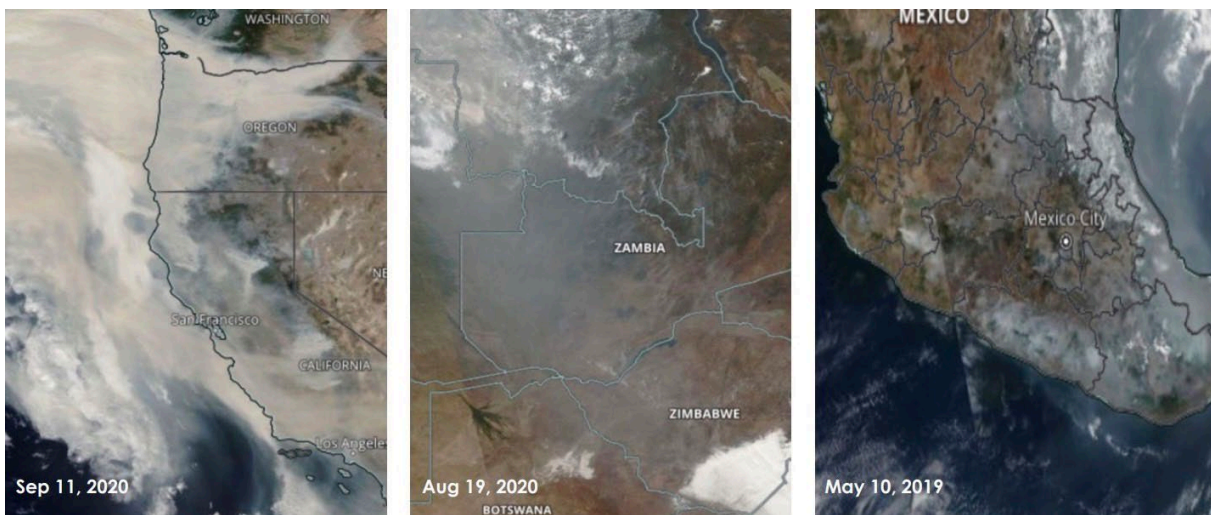 WASHINGTON
OREGON
NE
San Francisco
CALIFORNIA
Los Angeles
Sep 11, 2020
ZAMBIA
ZIMBABWE
Aug 19, 2020
BOTSWANA
MEXICO
Mexico City
May 10, 2019